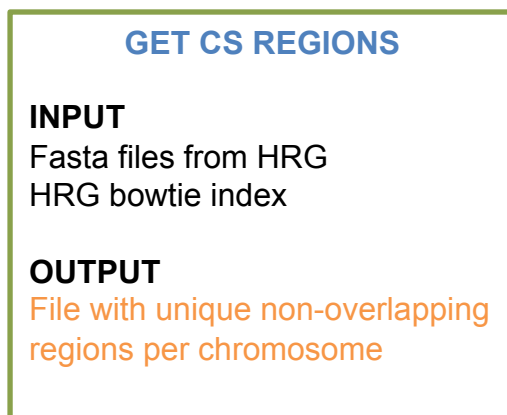 GET CS REGIONS
INPUT
Fasta files from HRG
HRG bowtie index
OUTPUT
File with unique non-overlapping
regions per chromosome